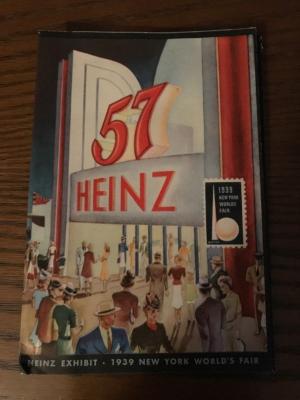 57
HEINZ
1939
NEW YORK
WORLD'S
FAIR
HEINZ EXHIBIT · 1939 NEW YORK WORLD'S FAIR